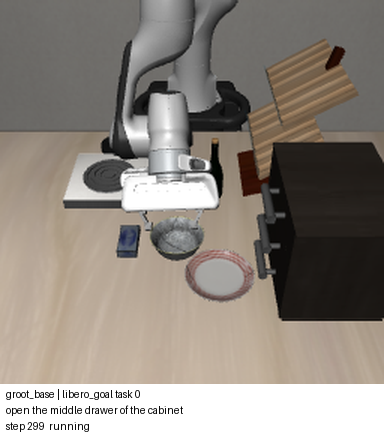 groot_base | libero_goal task 0
open the middle drawer of the cabinet
step 299 running